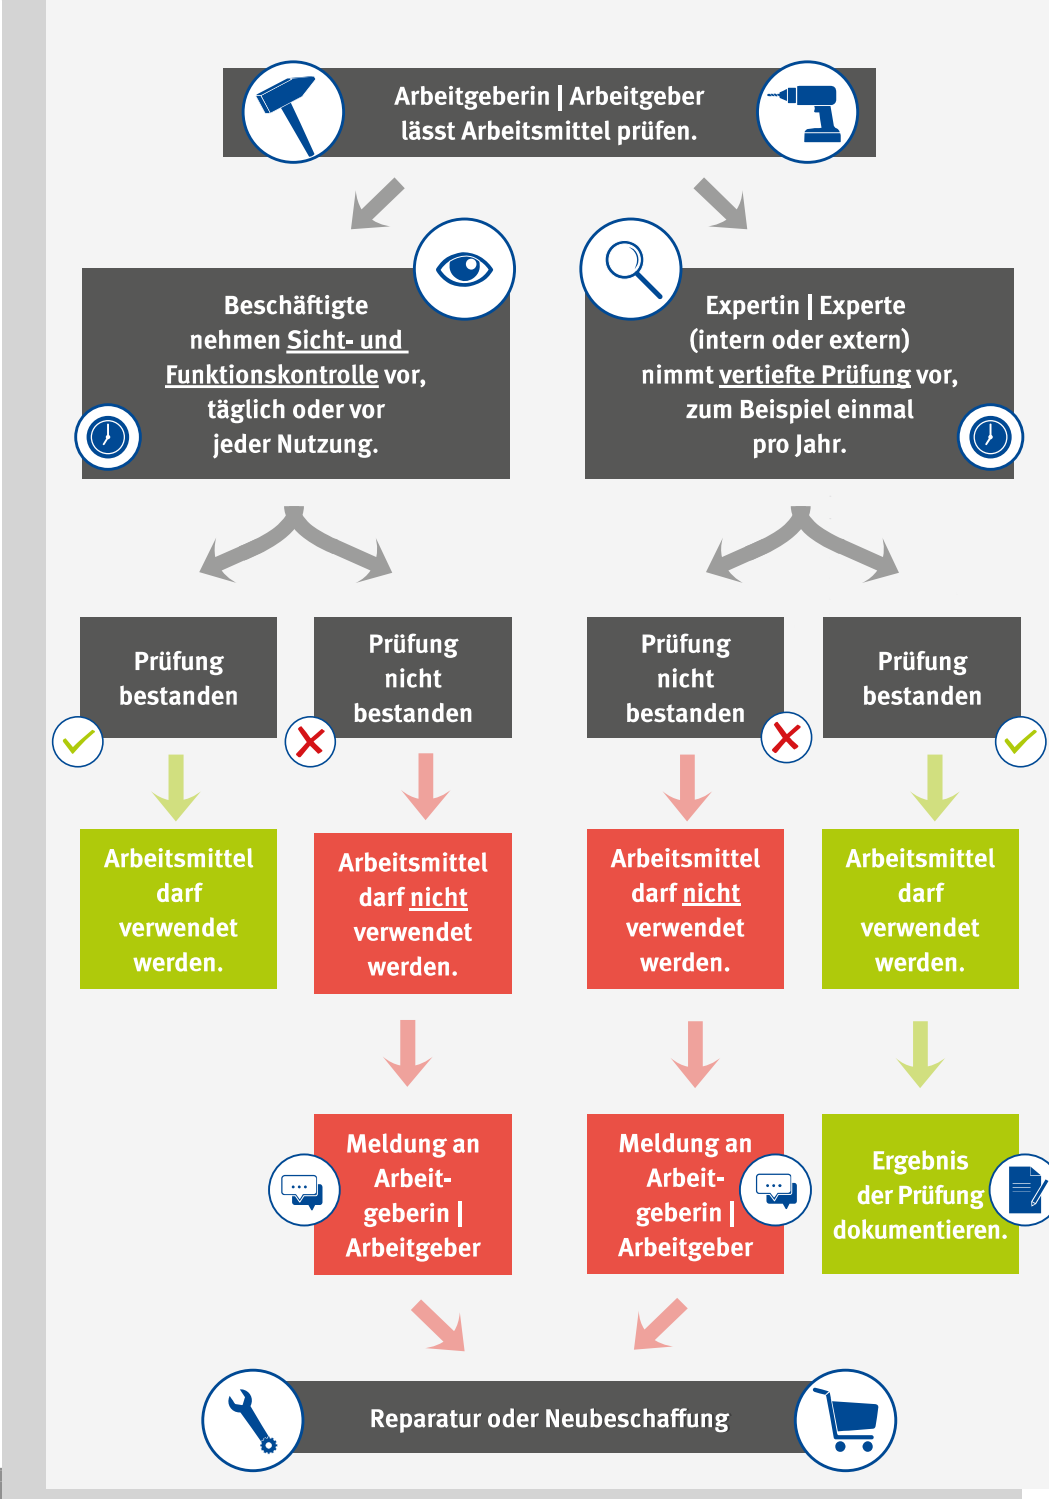 Arbeitgeberin | Arbeitgeber
lässt Arbeitsmittel prüfen.
Beschäftigte
nehmen Sicht- und
Funktionskontrolle vor,
täglich oder vor
jeder Nutzung.
Expertin | Experte
(intern oder extern)
nimmt vertiefte Prüfung vor,
zum Beispiel einmal
pro Jahr.
Prüfung
bestanden
Prüfung
nicht
bestanden
Prüfung
nicht
bestanden
Prüfung
bestanden
Arbeitsmittel
darf
verwendet
werden.
Arbeitsmittel
darf nicht
verwendet
werden.
Arbeitsmittel
darf nicht
verwendet
werden.
Arbeitsmittel
darf
verwendet
werden.
Meldung an
Arbeit-
geberin |
Arbeitgeber
Meldung an
Arbeit-
geberin |
Arbeitgeber
Ergebnis
der Prüfung
dokumentieren.
Reparatur oder Neubeschaffung